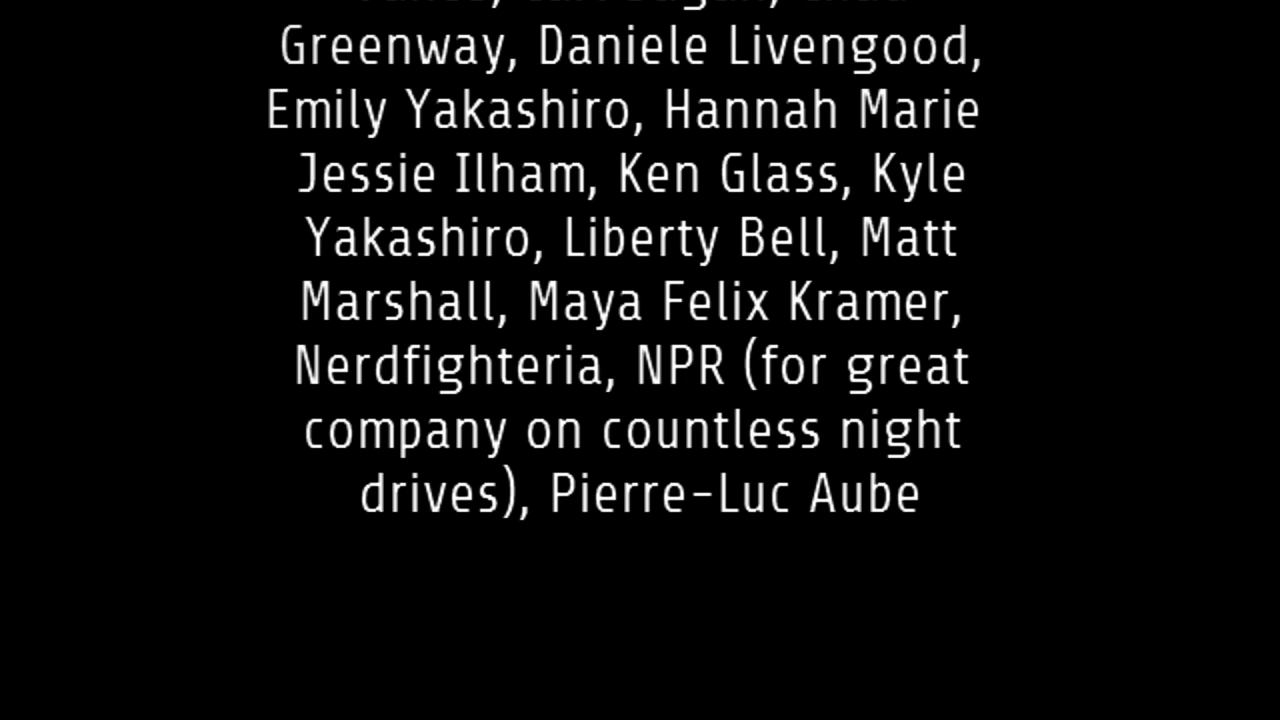 Greenway, Daniele Livengood,
Emily Yakashiro, Hannah Marie
Jessie Ilham, Ken Glass, Kyle
Yakashiro, Liberty Bell, Matt
Marshall, Maya Felix Kramer,
Nerdfighteria, NPR (for great
company on countless night
drives), Pierre-Luc Aube